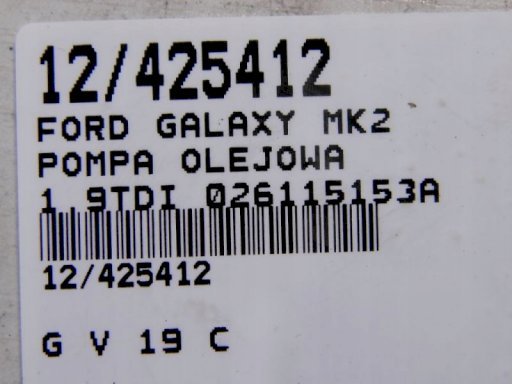 12/425412
FORD GALAXY MK2
POMPA OLEJOWA
1.9TDI 026115153A
12/425412
G V 19 C